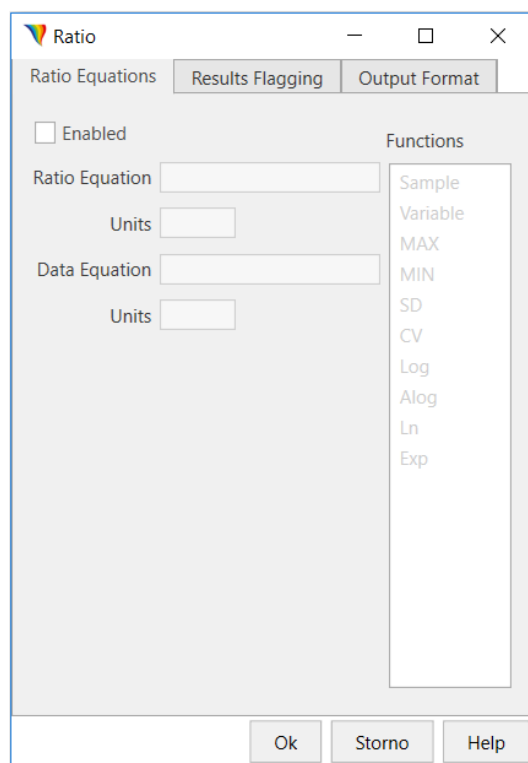 Ratio
Ratio Equations
Results Flagging
Output Format
Enabled
Ratio Equation
Units
Data Equation
Units
Functions
Sample
Variable
MAX
MIN
SD
CV
Log
Alog
Ln
Exp
Ok
Storno
Help